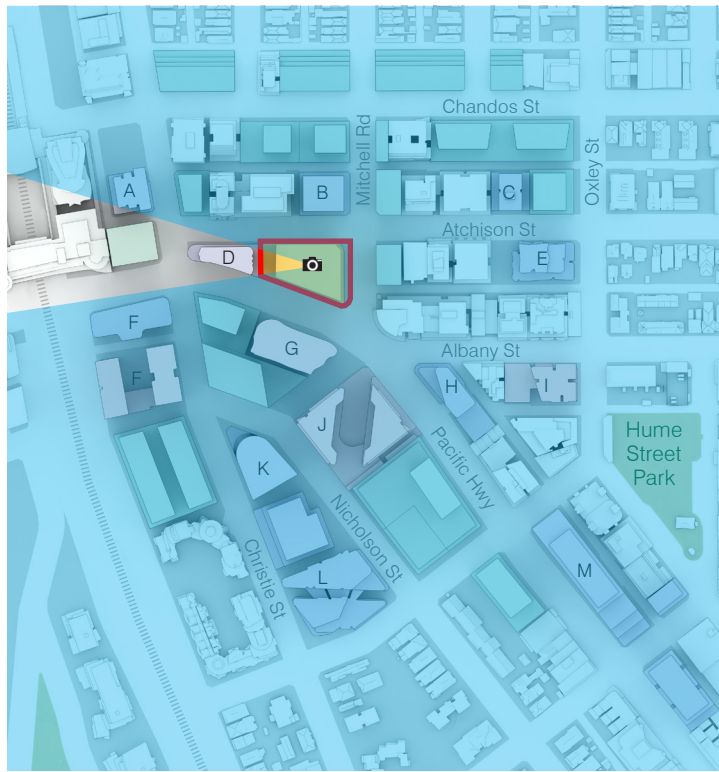 Chandos St
Mitchell Rd
Oxley St
A
B
C
Atchison St
D
E
F
G
Albany St
F
H
I
J
Hume
Street
Park
Pacific Hwy
K
Nicholson St
Christie St
L
M